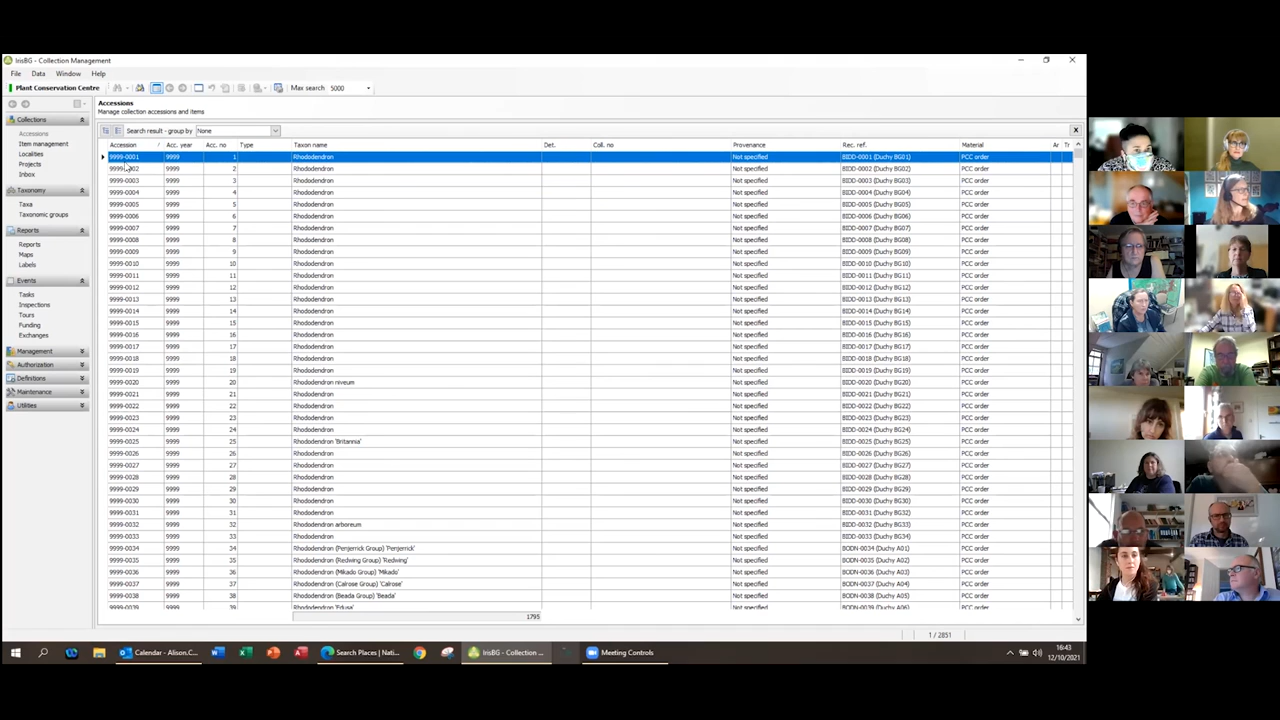 IrisBG - Collection Management
File Data Window Help
Plant Conservation Centre Max search 5000
Collections
Accessions
Item management
Localities
Projects
Inbox
Taxonomy
Taxa
Taxonomic groups
Reports
Reports
Maps
Labels
Events
Tasks
Inspections
Tours
Funding
Exchanges
Management
Authorization
Definitions
Maintenance
Utilities
Accessions
Manage collection accessions and items
Search result - group by None
Accession Acc. year Acc. no Type Taxon name Det. Coll. no Provenance Rec. ref. Material Ar Tr
9999-0001 9999 1 Rhododendron Not specified BIDD-0001 (Duchy BG01) PCC order
9999-0002 9999 2 Rhododendron Not specified BIDD-0002 (Duchy BG02) PCC order
9999-0003 9999 3 Rhododendron Not specified BIDD-0003 (Duchy BG03) PCC order
9999-0004 9999 4 Rhododendron Not specified BIDD-0004 (Duchy BG04) PCC order
9999-0005 9999 5 Rhododendron Not specified BIDD-0005 (Duchy BG05) PCC order
9999-0006 9999 6 Rhododendron Not specified BIDD-0006 (Duchy BG06) PCC order
9999-0007 9999 7 Rhododendron Not specified BIDD-0007 (Duchy BG07) PCC order
9999-0008 9999 8 Rhododendron Not specified BIDD-0008 (Duchy BG08) PCC order
9999-0009 9999 9 Rhododendron Not specified BIDD-0009 (Duchy BG09) PCC order
9999-0010 9999 10 Rhododendron Not specified BIDD-0010 (Duchy BG10) PCC order
9999-0011 9999 11 Rhododendron Not specified BIDD-0011 (Duchy BG11) PCC order
9999-0012 9999 12 Rhododendron Not specified BIDD-0012 (Duchy BG12) PCC order
9999-0013 9999 13 Rhododendron Not specified BIDD-0013 (Duchy BG13) PCC order
9999-0014 9999 14 Rhododendron Not specified BIDD-0014 (Duchy BG14) PCC order
9999-0015 9999 15 Rhododendron Not specified BIDD-0015 (Duchy BG15) PCC order
9999-0016 9999 16 Rhododendron Not specified BIDD-0016 (Duchy BG16) PCC order
9999-0017 9999 17 Rhododendron Not specified BIDD-0017 (Duchy BG17) PCC order
9999-0018 9999 18 Rhododendron Not specified BIDD-0018 (Duchy BG18) PCC order
9999-0019 9999 19 Rhododendron Not specified BIDD-0019 (Duchy BG19) PCC order
9999-0020 9999 20 Rhododendron niveum Not specified BIDD-0020 (Duchy BG20) PCC order
9999-0021 9999 21 Rhododendron Not specified BIDD-0021 (Duchy BG21) PCC order
9999-0022 9999 22 Rhododendron Not specified BIDD-0022 (Duchy BG22) PCC order
9999-0023 9999 23 Rhododendron Not specified BIDD-0023 (Duchy BG23) PCC order
9999-0024 9999 24 Rhododendron Not specified BIDD-0024 (Duchy BG24) PCC order
9999-0025 9999 25 Rhododendron 'Britannia' Not specified BIDD-0025 (Duchy BG25) PCC order
9999-0026 9999 26 Rhododendron Not specified BIDD-0026 (Duchy BG26) PCC order
9999-0027 9999 27 Rhododendron Not specified BIDD-0027 (Duchy BG27) PCC order
9999-0028 9999 28 Rhododendron Not specified BIDD-0028 (Duchy BG28) PCC order
9999-0029 9999 29 Rhododendron Not specified BIDD-0029 (Duchy BG29) PCC order
9999-0030 9999 30 Rhododendron Not specified BIDD-0030 (Duchy BG30) PCC order
9999-0031 9999 31 Rhododendron Not specified BIDD-0031 (Duchy BG32) PCC order
9999-0032 9999 32 Rhododendron arboreum Not specified BIDD-0032 (Duchy BG33) PCC order
9999-0033 9999 33 Rhododendron Not specified BIDD-0033 (Duchy BG34) PCC order
9999-0034 9999 34 Rhododendron (Penjerrick Group) 'Penjerrick' Not specified BODN-0034 (Duchy A01) PCC order
9999-0035 9999 35 Rhododendron (Redwing Group) 'Redwing' Not specified BODN-0035 (Duchy A02) PCC order
9999-0036 9999 36 Rhododendron (Mikado Group) 'Mikado' Not specified BODN-0036 (Duchy A03) PCC order
9999-0037 9999 37 Rhododendron (Calrose Group) 'Calrose' Not specified BODN-0037 (Duchy A04) PCC order
9999-0038 9999 38 Rhododendron (Beada Group) 'Beada' Not specified BODN-0038 (Duchy A05) PCC order
9999-0039 9999 39 Rhododendron 'Edusa' Not specified BODN-0039 (Duchy A06) PCC order
1795
1 / 2851
Calendar - Alison.C... Search Places | Nati... IrisBG - Collection ... Meeting Controls
16:43
12/10/2021